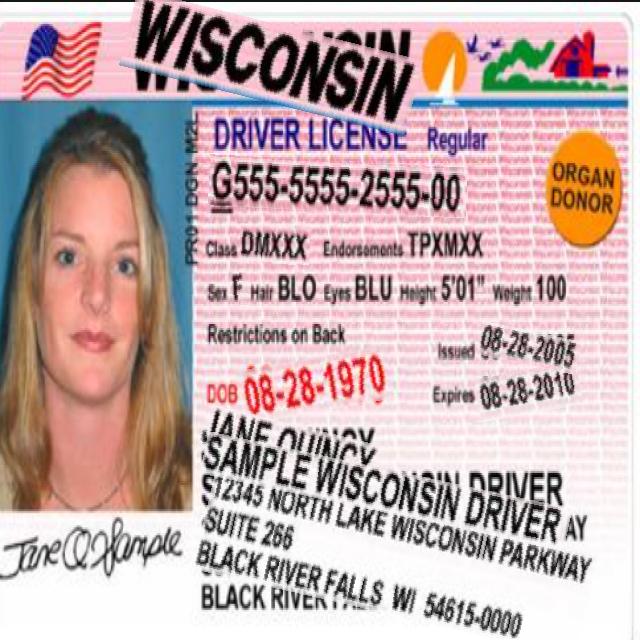 WISCONSIN
DRIVER LICENSE Regular
G555-5555-2555-00
ORGAN
DONOR
PR01 DGN M2L
Class DMXXX Endorsements TPXMXX
Sex F Hair BLO Eyes BLU Height 5'01" Weight 100
Restrictions on Back
Issued 08-28-2005
DOB 08-28-1970 Expires 08-28-2010
JANE QUINCY
SAMPLE WISCONSIN DRIVER
12345 NORTH LAKE WISCONSIN PARKWAY
SUITE 266
BLACK RIVER FALLS WI 54615-0000
BLACK RIVER
Jane Q Sample